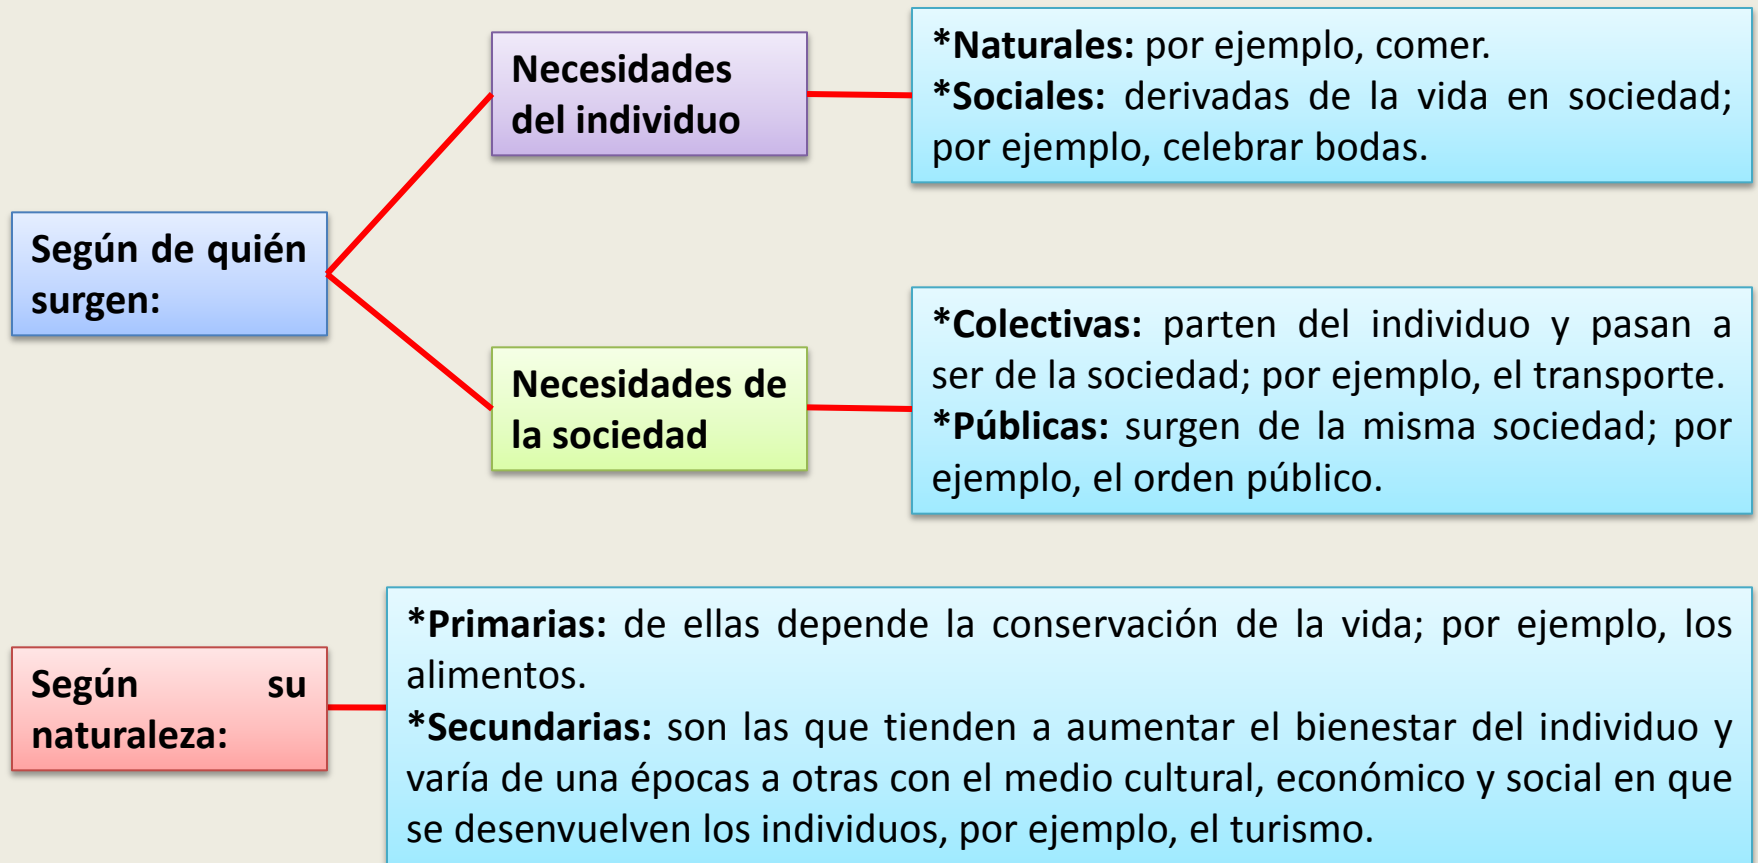 Necesidades
del individuo
*Naturales: por ejemplo, comer.
*Sociales: derivadas de la vida en sociedad;
por ejemplo, celebrar bodas.
Según de quién
surgen:
Necesidades de
la sociedad
*Colectivas: parten del individuo y pasan a
ser de la sociedad; por ejemplo, el transporte.
*Públicas: surgen de la misma sociedad; por
ejemplo, el orden público.
Según su
naturaleza:
*Primarias: de ellas depende la conservación de la vida; por ejemplo, los
alimentos.
*Secundarias: son las que tienden a aumentar el bienestar del individuo y
varía de una épocas a otras con el medio cultural, económico y social en que
se desenvuelven los individuos, por ejemplo, el turismo.